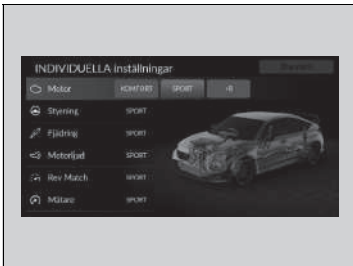 INDIVIDUELLA inställningar
Motor KOMFORT SPORT +R
Styrning SPORT
Fjädring SPORT
Motorljud SPORT
Rev Match SPORT
Mätare SPORT